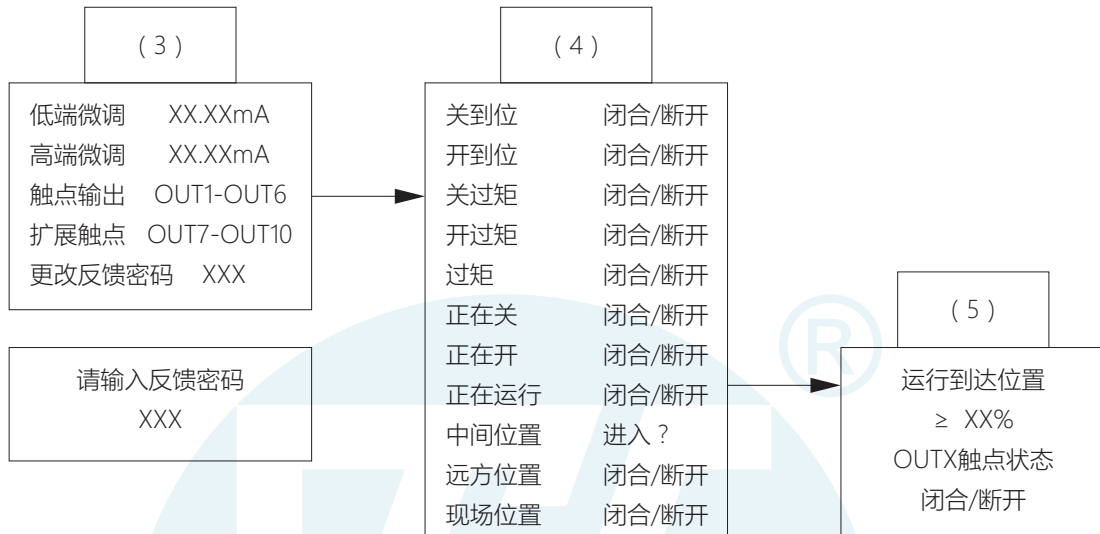 (3)
低端微调 XX.XXmA
高端微调 XX.XXmA
触点输出 OUT1-OUT6
扩展触点 OUT7-OUT10
更改反馈密码 XXX
请输入反馈密码
XXX
(4)
关到位 闭合/断开
开到位 闭合/断开
关过矩 闭合/断开
开过矩 闭合/断开
过矩 闭合/断开
正在关 闭合/断开
正在开 闭合/断开
正在运行 闭合/断开
中间位置 进入？
远方位置 闭合/断开
现场位置 闭合/断开
(5)
运行到达位置
≥ XX%
OUTX触点状态
闭合/断开
®